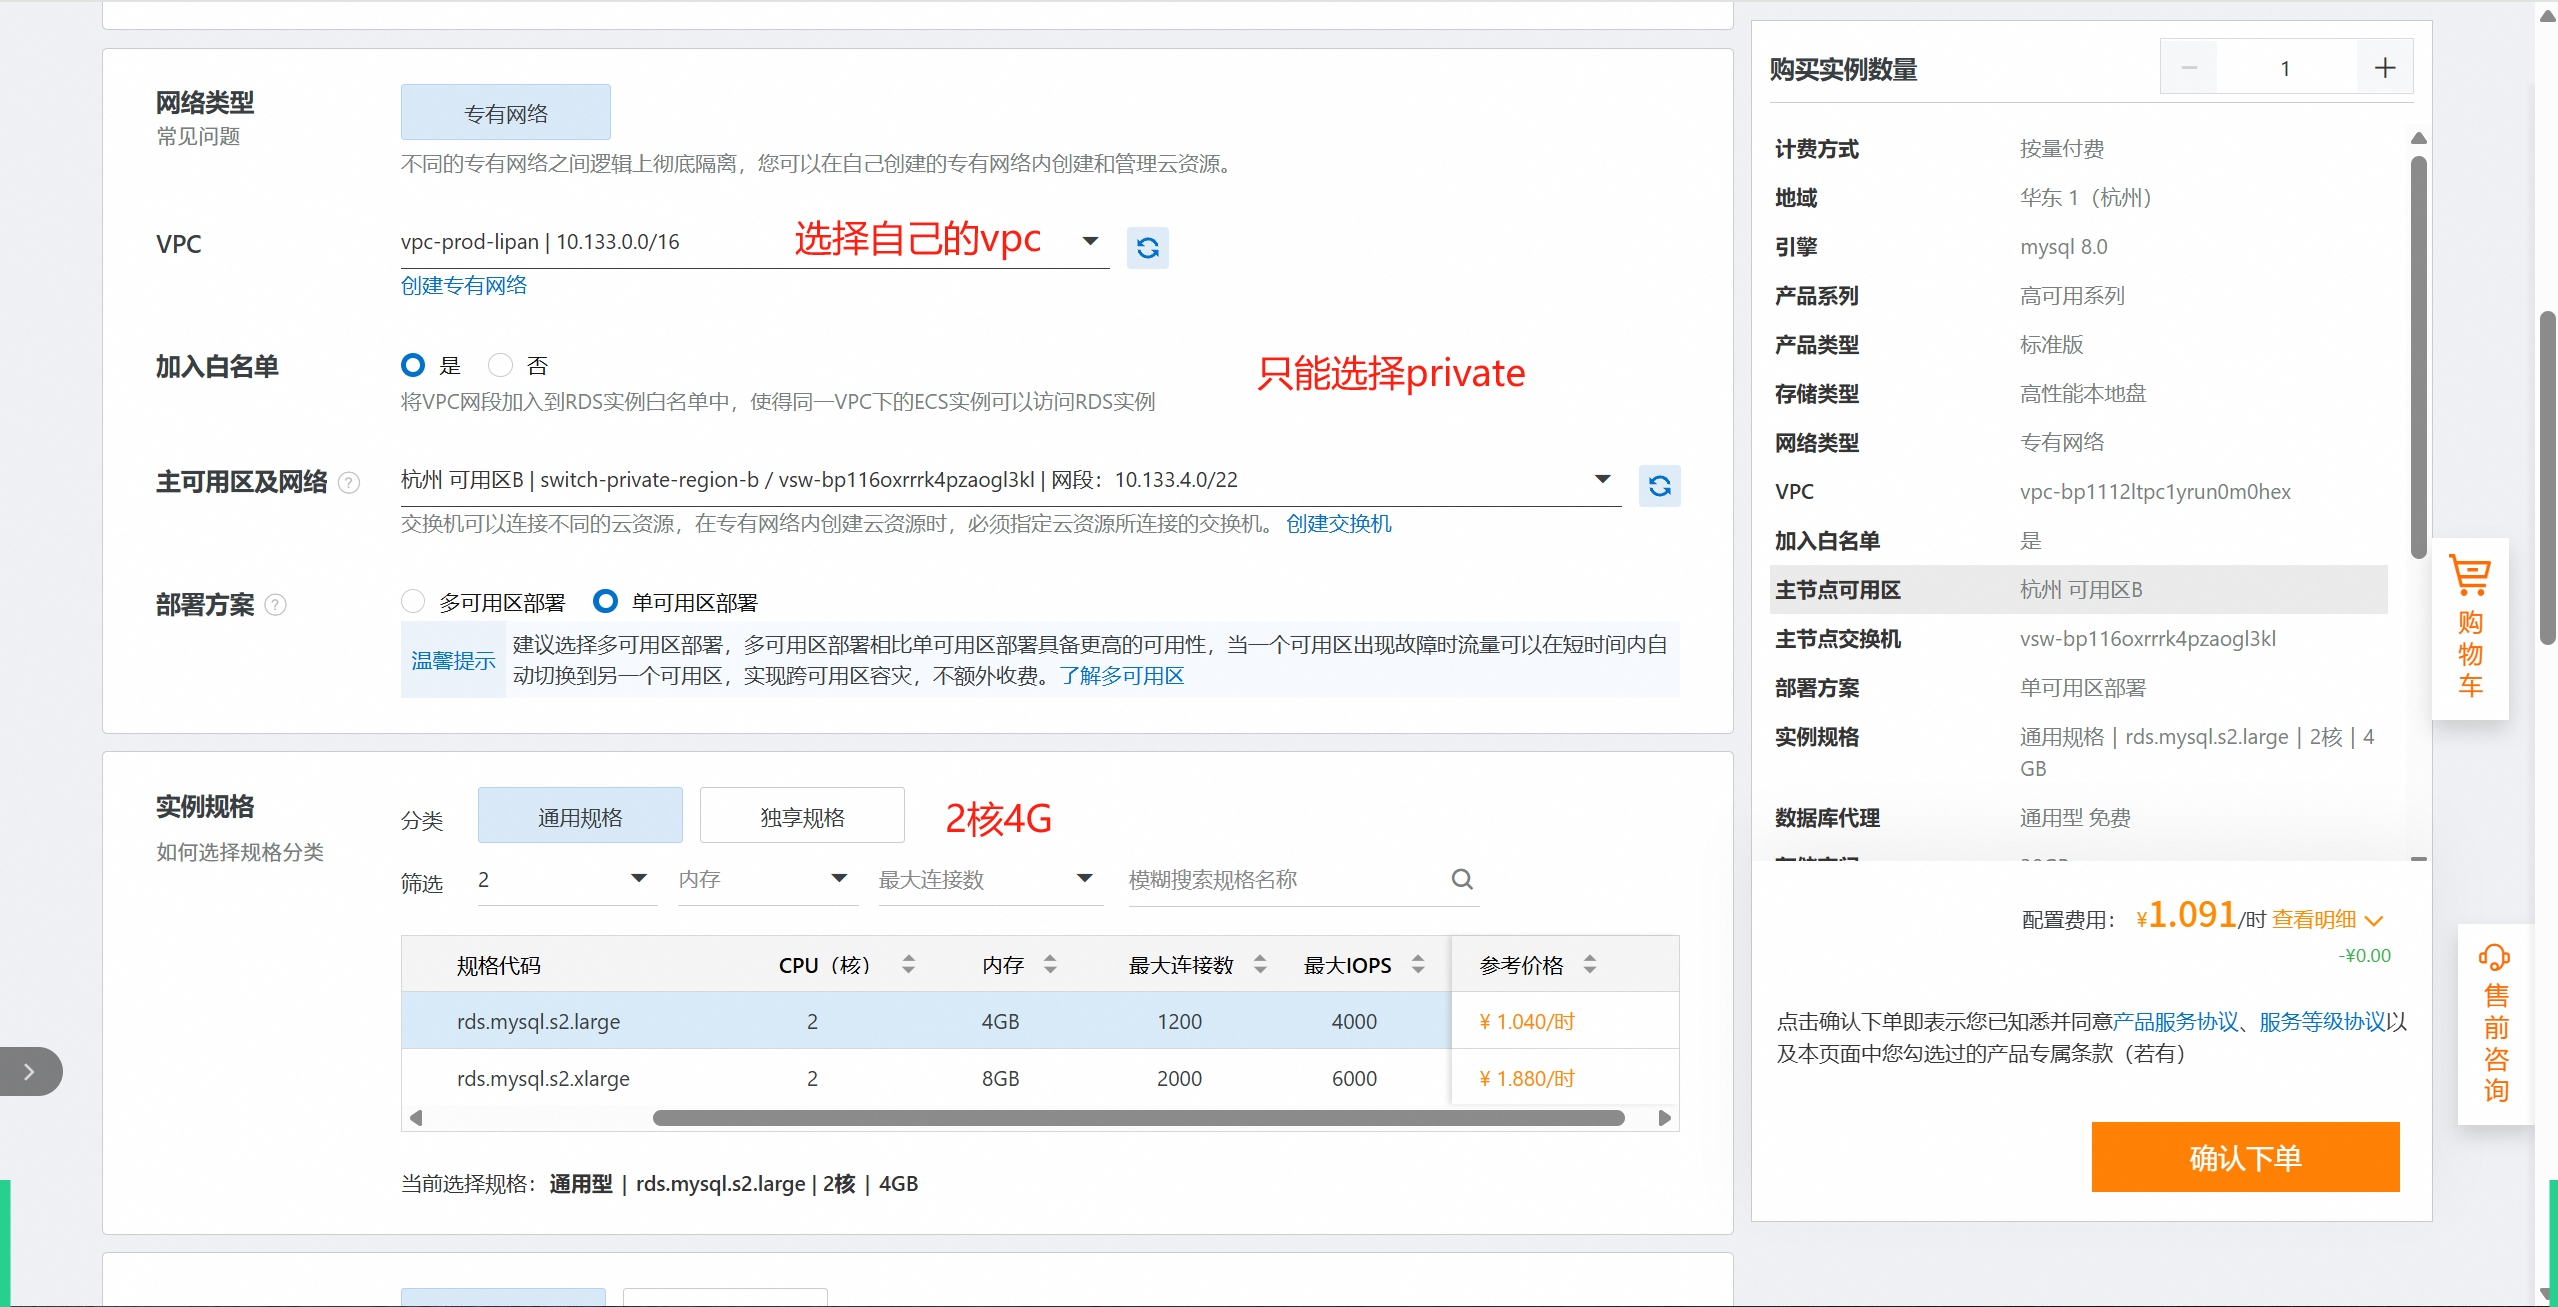 网络类型
常见问题
专有网络
不同的专有网络之间逻辑上彻底隔离，您可以在自己创建的专有网络内创建和管理云资源。
VPC
vpc-prod-lipan | 10.133.0.0/16
选择自己的vpc
创建专有网络
加入白名单
是 否
将VPC网段加入到RDS实例白名单中，使得同一VPC下的ECS实例可以访问RDS实例
只能选择private
主可用区及网络 ?
杭州 可用区B | switch-private-region-b / vsw-bp116oxrrrk4pzaogl3kl | 网段：10.133.4.0/22
交换机可以连接不同的云资源，在专有网络内创建云资源时，必须指定云资源所连接的交换机。 创建交换机
部署方案 ?
多可用区部署 单可用区部署
温馨提示
建议选择多可用区部署，多可用区部署相比单可用区部署具备更高的可用性，当一个可用区出现故障时流量可以在短时间内自
动切换到另一个可用区，实现跨可用区容灾，不额外收费。了解多可用区
实例规格
如何选择规格分类
分类 通用规格 独享规格
2核4G
筛选 2 内存 最大连接数 模糊搜索规格名称
规格代码 CPU（核） 内存 最大连接数 最大IOPS 参考价格
rds.mysql.s2.large 2 4GB 1200 4000 ¥ 1.040/时
rds.mysql.s2.xlarge 2 8GB 2000 6000 ¥ 1.880/时
当前选择规格：通用型 | rds.mysql.s2.large | 2核 | 4GB
购买实例数量 1
计费方式 按量付费
地域 华东 1（杭州）
引擎 mysql 8.0
产品系列 高可用系列
产品类型 标准版
存储类型 高性能本地盘
网络类型 专有网络
VPC vpc-bp1112ltpc1yrun0m0hex
加入白名单 是
主节点可用区 杭州 可用区B
主节点交换机 vsw-bp116oxrrrk4pzaogl3kl
部署方案 单可用区部署
实例规格 通用规格 | rds.mysql.s2.large | 2核 | 4
GB
数据库代理 通用型 免费
配置费用： ¥1.091/时 查看明细
-¥0.00
点击确认下单即表示您已知悉并同意产品服务协议、服务等级协议以
及本页面中您勾选过的产品专属条款（若有）
确认下单
购物车
售前咨询